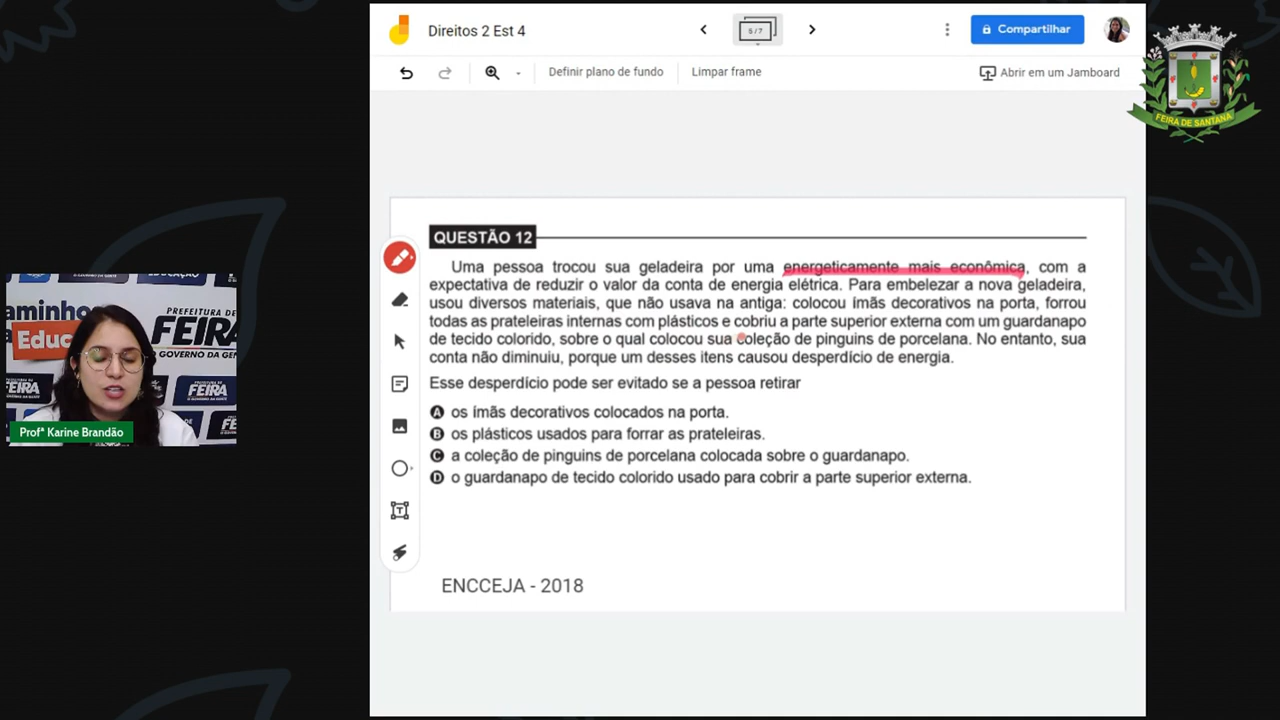 Direitos 2 Est 4
5/7
Compartilhar
Definir plano de fundo
Limpar frame
Abrir em um Jamboard
FEIRA DE SANTANA
QUESTÃO 12
Uma pessoa trocou sua geladeira por uma energeticamente mais econômica, com a
expectativa de reduzir o valor da conta de energia elétrica. Para embelezar a nova geladeira,
usou diversos materiais, que não usava na antiga: colocou ímãs decorativos na porta, forrou
todas as prateleiras internas com plásticos e cobriu a parte superior externa com um guardanapo
de tecido colorido, sobre o qual colocou sua coleção de pinguins de porcelana. No entanto, sua
conta não diminuiu, porque um desses itens causou desperdício de energia.
Esse desperdício pode ser evitado se a pessoa retirar
A os ímãs decorativos colocados na porta.
B os plásticos usados para forrar as prateleiras.
C a coleção de pinguins de porcelana colocada sobre o guardanapo.
D o guardanapo de tecido colorido usado para cobrir a parte superior externa.
ENCCEJA - 2018
aminho
Educ
PREFEITURA DE
FEIRA
Profª Karine Brandão